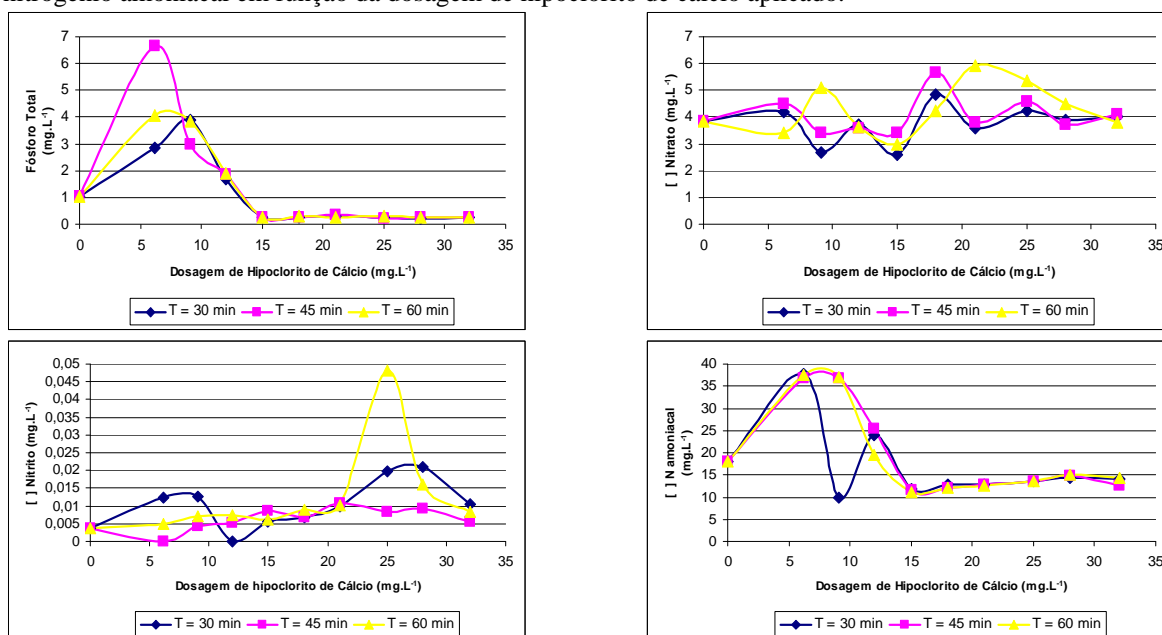 nitrogênio amoniacal em função da dosagem de hipoclorito de cálcio aplicado.
Fósforo Total
(mg.L-1)
7
6
5
4
3
2
1
0
0 5 10 15 20 25 30 35
Dosagem de Hipoclorito de Cálcio (mg.L-1)
T = 30 min T = 45 min T = 60 min
[ ] Nitrato (mg.L-1)
7
6
5
4
3
2
1
0
0 5 10 15 20 25 30 35
Dosagem de Hipoclorito de Cálcio (mg.L-1)
T = 30 min T = 45 min T = 60 min
[ ] Nitrito (mg.L-1)
0,05
0,045
0,04
0,035
0,03
0,025
0,02
0,015
0,01
0,005
0
0 5 10 15 20 25 30 35
Dosagem de hipoclorito de Cálcio (mg.L-1)
T = 30 min T = 45 min T = 60 min
[ ] N amoniacal
(mg.L-1)
40
35
30
25
20
15
10
5
0
0 5 10 15 20 25 30 35
Dosagem de Hipoclorito de Cálcio (mg.L-1)
T = 30 min T = 45 min T = 60 min